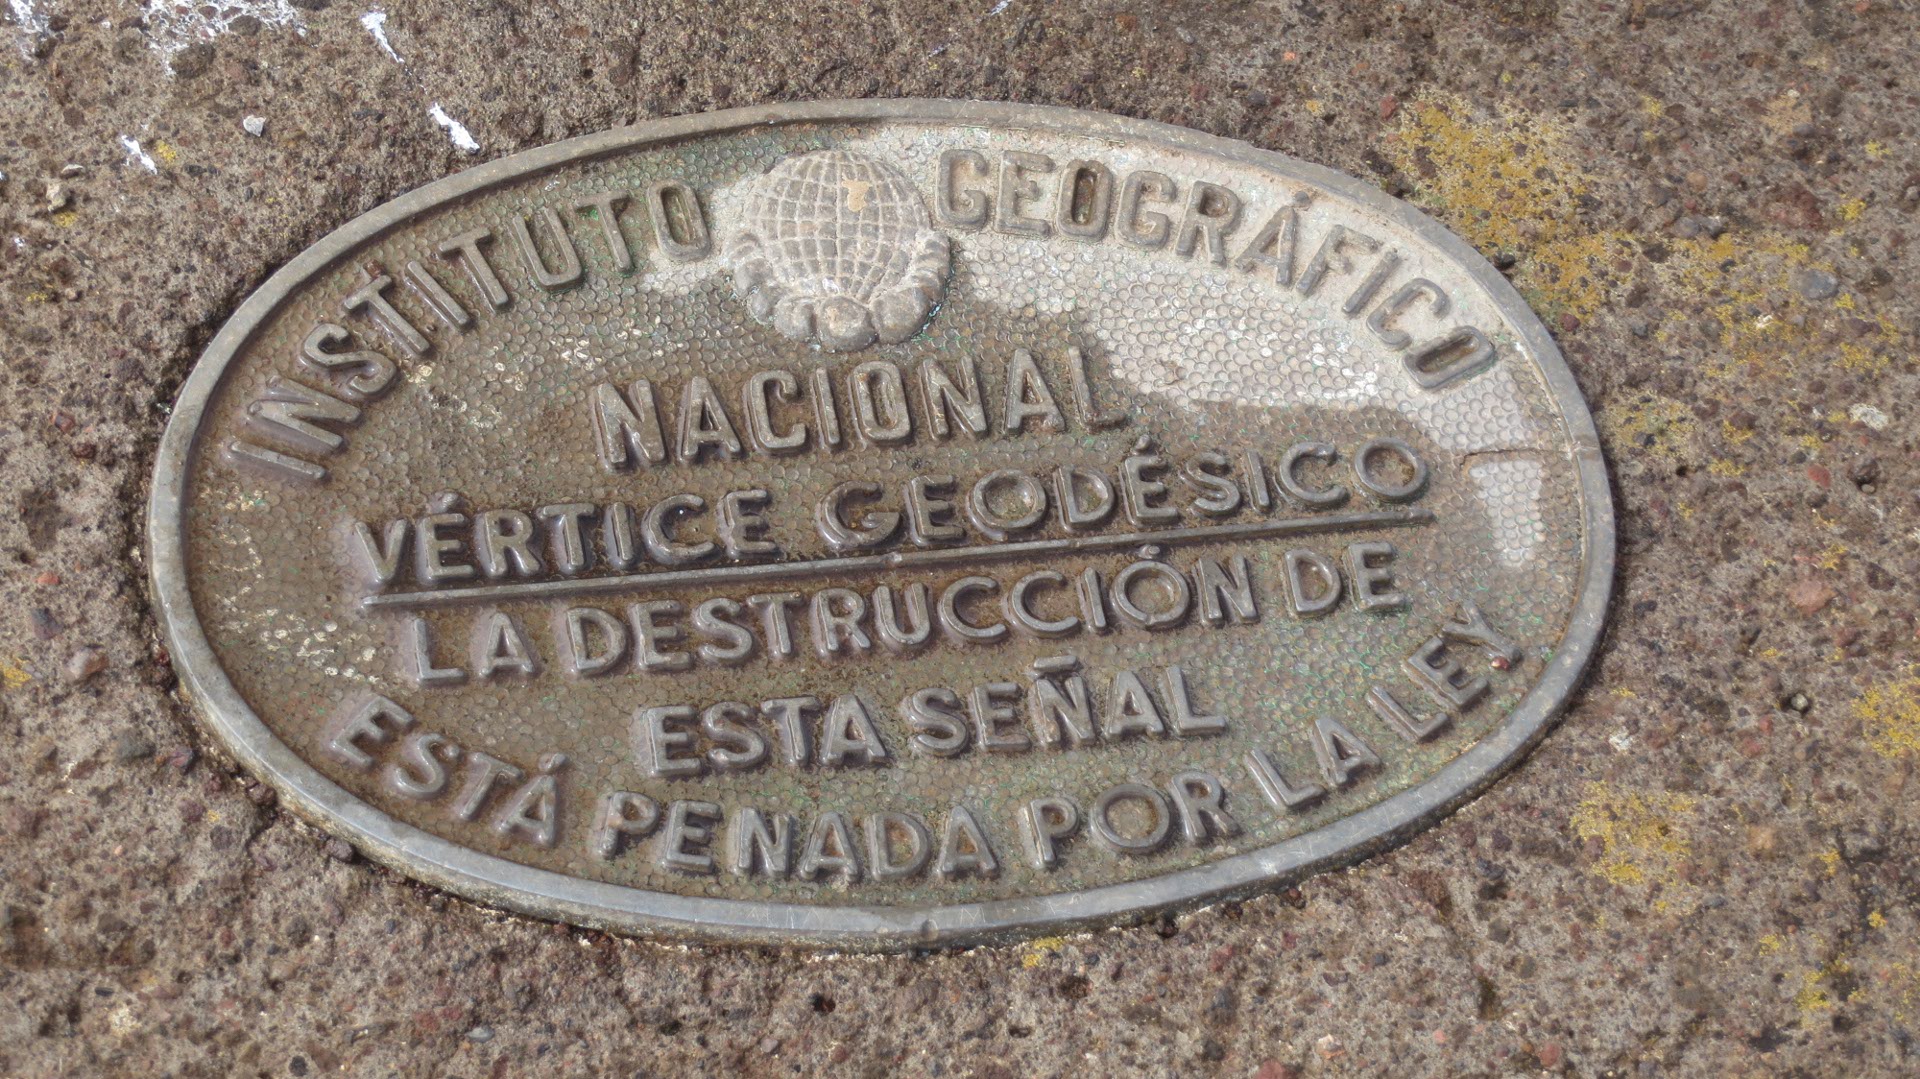 INSTITUTO GEOGRÁFICO
NACIONAL
VÉRTICE GEODÉSICO
LA DESTRUCCIÓN DE
ESTA SEÑAL
ESTÁ PENADA POR LA LEY